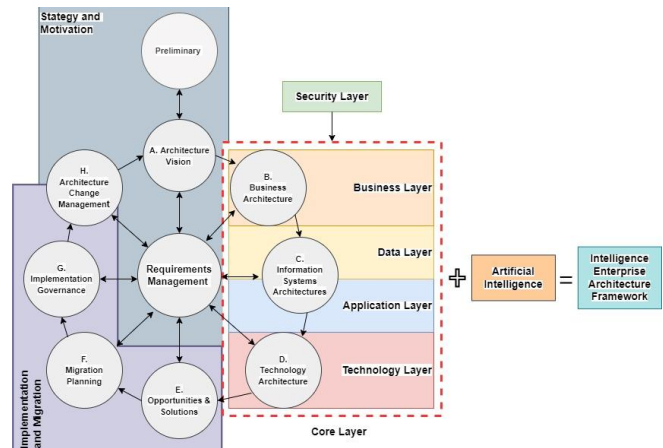 Stategy and
Motivation
Preliminary
Security Layer
A. Architecture
Vision
H.
Architecture
Change
Management
B.
Business
Architecture
Business Layer
Data Layer
G.
Implementation
Governance
Requirements
Management
C.
Information
Systems
Architectures
Application Layer
+
Artificial
Intelligence
=
Intelligence
Enterprise
Architecture
Framework
F.
Migration
Planning
E.
Opportunities &
Solutions
D.
Technology
Architecture
Technology Layer
Core Layer
Implementation
and Migration